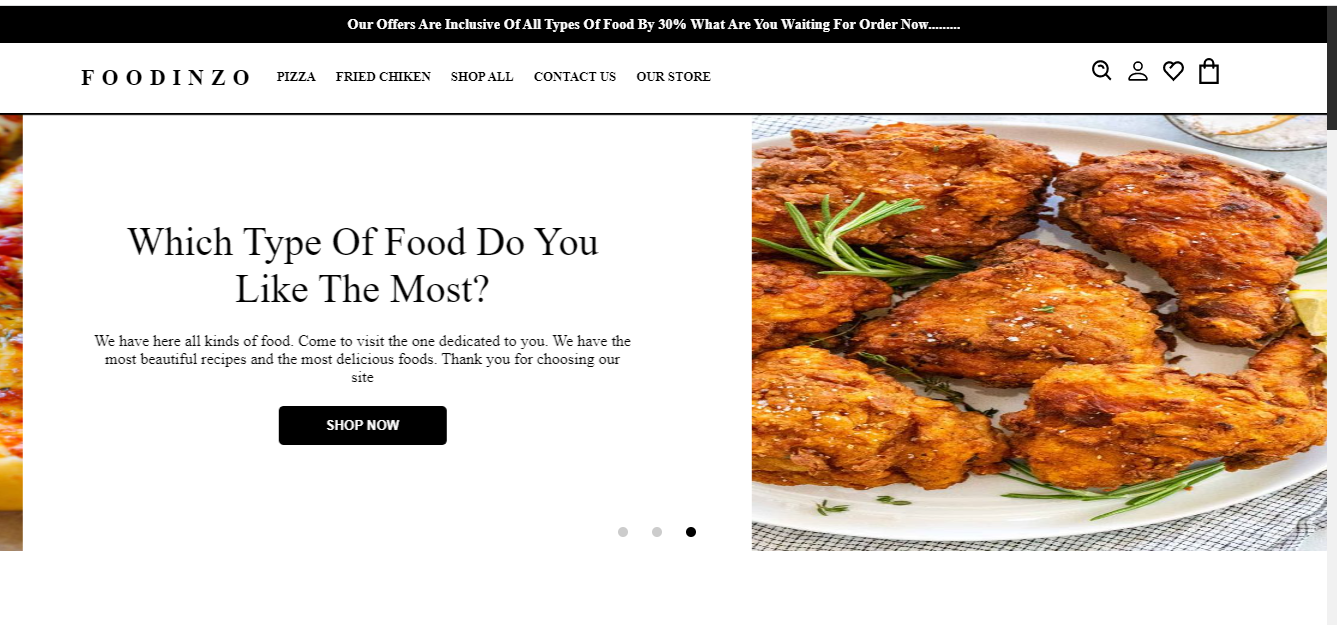 Our Offers Are Inclusive Of All Types Of Food By 30% What Are You Waiting For Order Now.........
FOODINZO PIZZA FRIED CHIKEN SHOP ALL CONTACT US OUR STORE
Which Type Of Food Do You
Like The Most?
We have here all kinds of food. Come to visit the one dedicated to you. We have the
most beautiful recipes and the most delicious foods. Thank you for choosing our
site
SHOP NOW